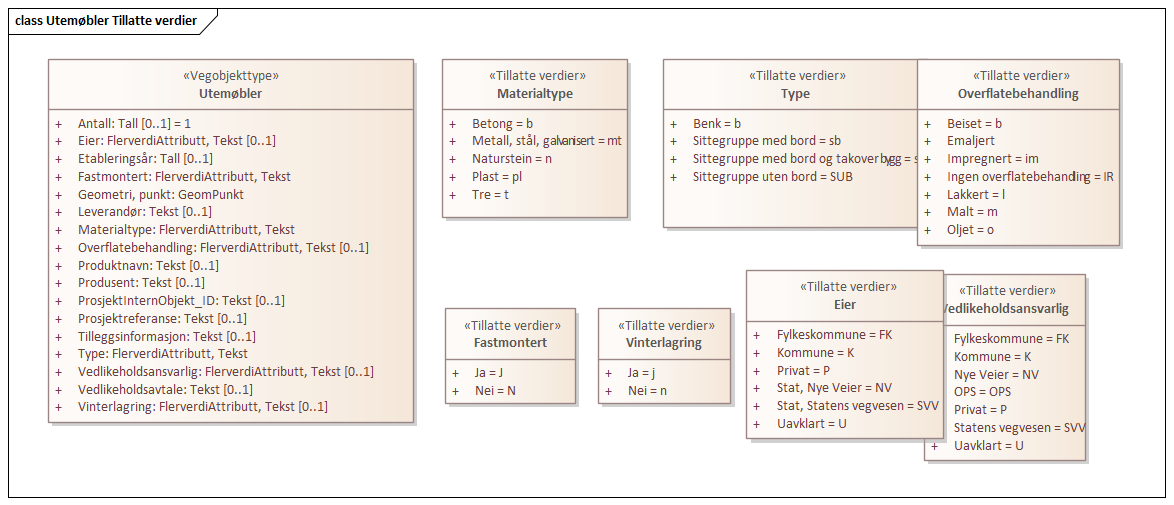 class Utemøbler Tillatte verdier
«Vegobjekttype»
Utemøbler
+ Antall: Tall [0..1] = 1
+ Eier: FlerverdiAttributt, Tekst [0..1]
+ Etableringsår: Tall [0..1]
+ Fastmontert: FlerverdiAttributt, Tekst
+ Geometri, punkt: GeomPunkt
+ Leverandør: Tekst [0..1]
+ Materialtype: FlerverdiAttributt, Tekst
+ Overflatebehandling: FlerverdiAttributt, Tekst [0..1]
+ Produktnavn: Tekst [0..1]
+ Produsent: Tekst [0..1]
+ ProsjektInternObjekt_ID: Tekst [0..1]
+ Prosjektreferanse: Tekst [0..1]
+ Tilleggsinformasjon: Tekst [0..1]
+ Type: FlerverdiAttributt, Tekst
+ Vedlikeholdsansvarlig: FlerverdiAttributt, Tekst [0..1]
+ Vedlikeholdsavtale: Tekst [0..1]
+ Vinterlagring: FlerverdiAttributt, Tekst [0..1]
«Tillatte verdier»
Materialtype
+ Betong = b
+ Metall, stål, galvanisert = mt
+ Naturstein = n
+ Plast = pl
+ Tre = t
«Tillatte verdier»
Type
+ Benk = b
+ Sittegruppe med bord = sb
+ Sittegruppe med bord og takoverbygg =
+ Sittegruppe uten bord = SUB
«Tillatte verdier»
Overflatebehandling
+ Beiset = b
+ Emaljert
+ Impregnert = im
+ Ingen overflatebehandling = IR
+ Lakkert = l
+ Malt = m
+ Oljet = o
«Tillatte verdier»
Fastmontert
+ Ja = J
+ Nei = N
«Tillatte verdier»
Vinterlagring
+ Ja = j
+ Nei = n
«Tillatte verdier»
Eier
+ Fylkeskommune = FK
+ Kommune = K
+ Privat = P
+ Stat, Nye Veier = NV
+ Stat, Statens vegvesen = SVV
+ Uavklart = U
«Tillatte verdier»
Vedlikeholdsansvarlig
Fylkeskommune = FK
Kommune = K
Nye Veier = NV
OPS = OPS
Privat = P
Statens vegvesen = SVV
+ Uavklart = U